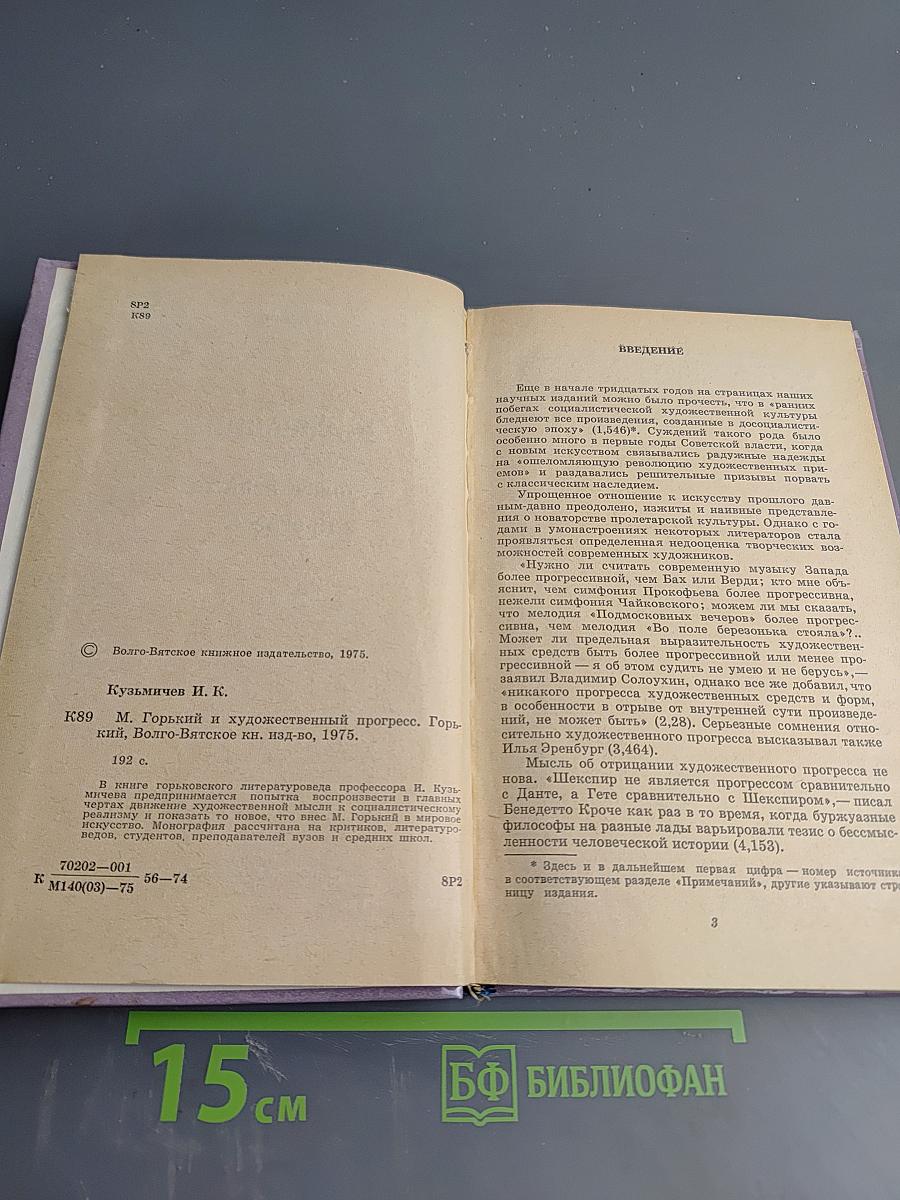 8Р2
К89
© Волго-Вятское книжное издательство, 1975.
Кузьмичев И. К.
К89 М. Горький и художественный прогресс. Горь-
кий, Волго-Вятское кн. изд-во, 1975.
192 с.
В книге горьковского литературоведа профессора И. Кузь-
мичева предпринимается попытка воспроизвести в главных
чертах движение художественной мысли к социалистическому
реализму и показать то новое, что внес М. Горький в мировое
искусство. Монография рассчитана на критиков, литературо-
ведов, студентов, преподавателей вузов и средних школ.
К 70202—001
М140(03)—75 56—74
8Р2
ВВЕДЕНИЕ
Еще в начале тридцатых годов на страницах наших
научных изданий можно было прочесть, что в «ранних
побегах социалистической художественной культуры
бледнеют все произведения, созданные в досоциалисти-
ческую эпоху» (1,546)*. Суждений такого рода было
особенно много в первые годы Советской власти, когда
с новым искусством связывались радужные надежды
на «ошеломляющую революцию художественных при-
емов» и раздавались решительные призывы порвать
с классическим наследием.
Упрощенное отношение к искусству прошлого дав-
ным-давно преодолено, изжиты и наивные представле-
ния о новаторстве пролетарской культуры. Однако с го-
дами в умонастроениях некоторых литераторов стала
проявляться определенная недооценка творческих воз-
можностей современных художников.
«Нужно ли считать современную музыку Запада
более прогрессивной, чем Бах или Верди; кто мне объ-
яснит, чем симфония Прокофьева более прогрессивна,
нежели симфония Чайковского; можем ли мы сказать,
что мелодия «Подмосковных вечеров» более прогрес-
сивна, чем мелодия «Во поле березонька стояла»?..
Может ли предельная выразительность художествен-
ных средств быть более прогрессивной или менее про-
грессивной — я об этом судить не умею и не берусь»,—
заявил Владимир Солоухин, однако все же добавил, что
«никакого прогресса художественных средств и форм,
в особенности в отрыве от внутренней сути произведе-
ний, не может быть» (2,28). Серьезные сомнения отно-
сительно художественного прогресса высказывал также
Илья Эренбург (3,464).
Мысль об отрицании художественного прогресса не
нова. «Шекспир не является прогрессом сравнительно
с Данте, а Гете сравнительно с Шекспиром»,— писал
Бенедетто Кроче как раз в то время, когда буржуазные
философы на разные лады варьировали тезис о бессмыс-
ленности человеческой истории (4,153).
* Здесь и в дальнейшем первая цифра — номер источника
в соответствующем разделе «Примечаний», другие указывают стра-
ницу издания.
3
15 см
БФ БИБЛИОФАН